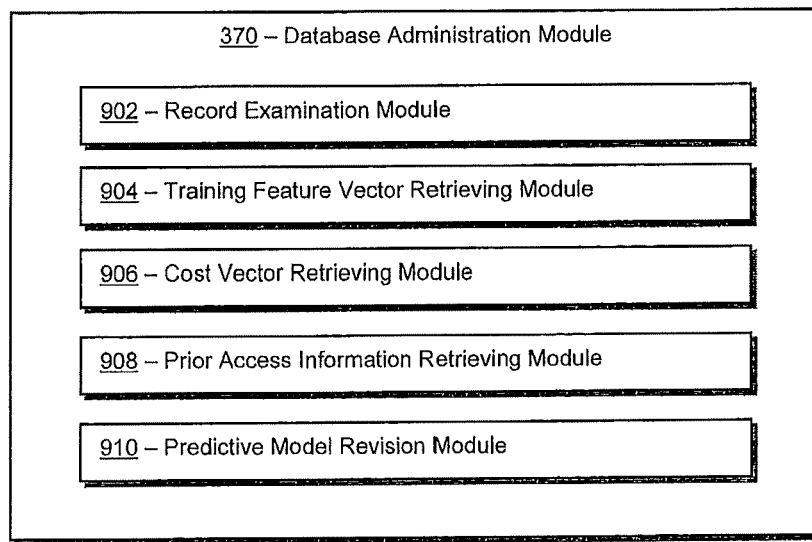 370 – Database Administration Module
902 – Record Examination Module
904 – Training Feature Vector Retrieving Module
906 – Cost Vector Retrieving Module
908 – Prior Access Information Retrieving Module
910 – Predictive Model Revision Module